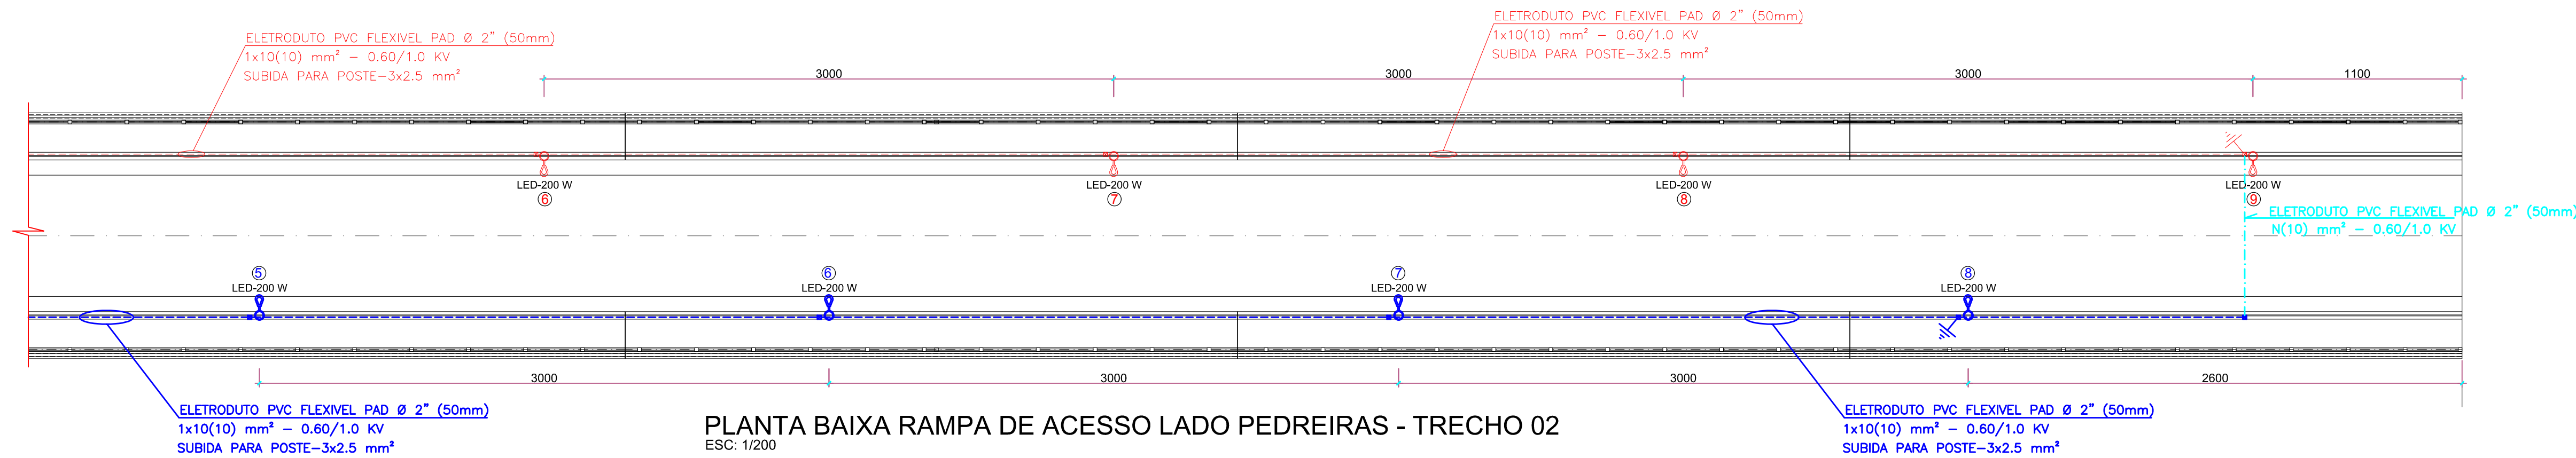 ELETRODUTO PVC FLEXIVEL PAD Ø 2" (50mm)
1x10(10) mm² - 0.60/1.0 KV
SUBIDA PARA POSTE-3x2.5 mm²
ELETRODUTO PVC FLEXIVEL PAD Ø 2" (50mm)
1x10(10) mm² - 0.60/1.0 KV
SUBIDA PARA POSTE-3x2.5 mm²
3000
3000
3000
1100
LED-200 W
LED-200 W
LED-200 W
LED-200 W
6
7
8
9
ELETRODUTO PVC FLEXIVEL PAD Ø 2" (50mm)
N(10) mm² - 0.60/1.0 KV
5
6
7
8
LED-200 W
LED-200 W
LED-200 W
LED-200 W
3000
3000
3000
2600
ELETRODUTO PVC FLEXIVEL PAD Ø 2" (50mm)
1x10(10) mm² - 0.60/1.0 KV
SUBIDA PARA POSTE-3x2.5 mm²
PLANTA BAIXA RAMPA DE ACESSO LADO PEDREIRAS - TRECHO 02
ESC: 1/200
ELETRODUTO PVC FLEXIVEL PAD Ø 2" (50mm)
1x10(10) mm² - 0.60/1.0 KV
SUBIDA PARA POSTE-3x2.5 mm²